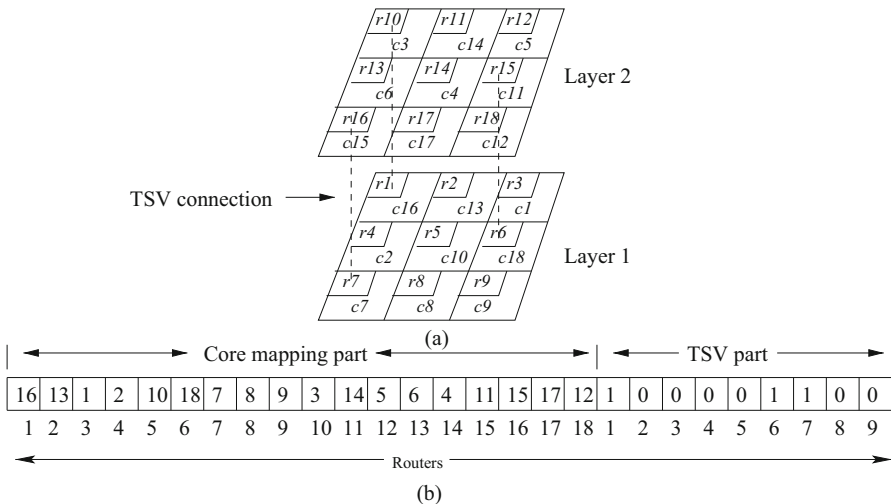 r10 r11 r12
c3 c14 c5
r13 r14 r15
Layer 2
c6 c4 c11
r16 r17 r18
c15 c17 c12
TSV connection
r1 r2 r3
c16 c13 c1
r4 r5 r6
c2 c10 c18
Layer 1
r7 r8 r9
c7 c8 c9
(a)
Core mapping part TSV part
16 13 1 2 10 18 7 8 9 3 14 5 6 4 11 15 17 12 1 0 0 0 0 1 1 0 0
1 2 3 4 5 6 7 8 9 10 11 12 13 14 15 16 17 18 1 2 3 4 5 6 7 8 9
Routers
(b)